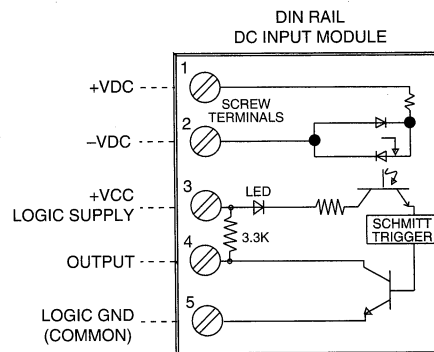 DIN RAIL
DC INPUT MODULE
1
+VDC
SCREW
TERMINALS
2
–VDC
3
+VCC
LOGIC SUPPLY
LED
3.3K
SCHMITT
TRIGGER
4
OUTPUT
5
LOGIC GND
(COMMON)